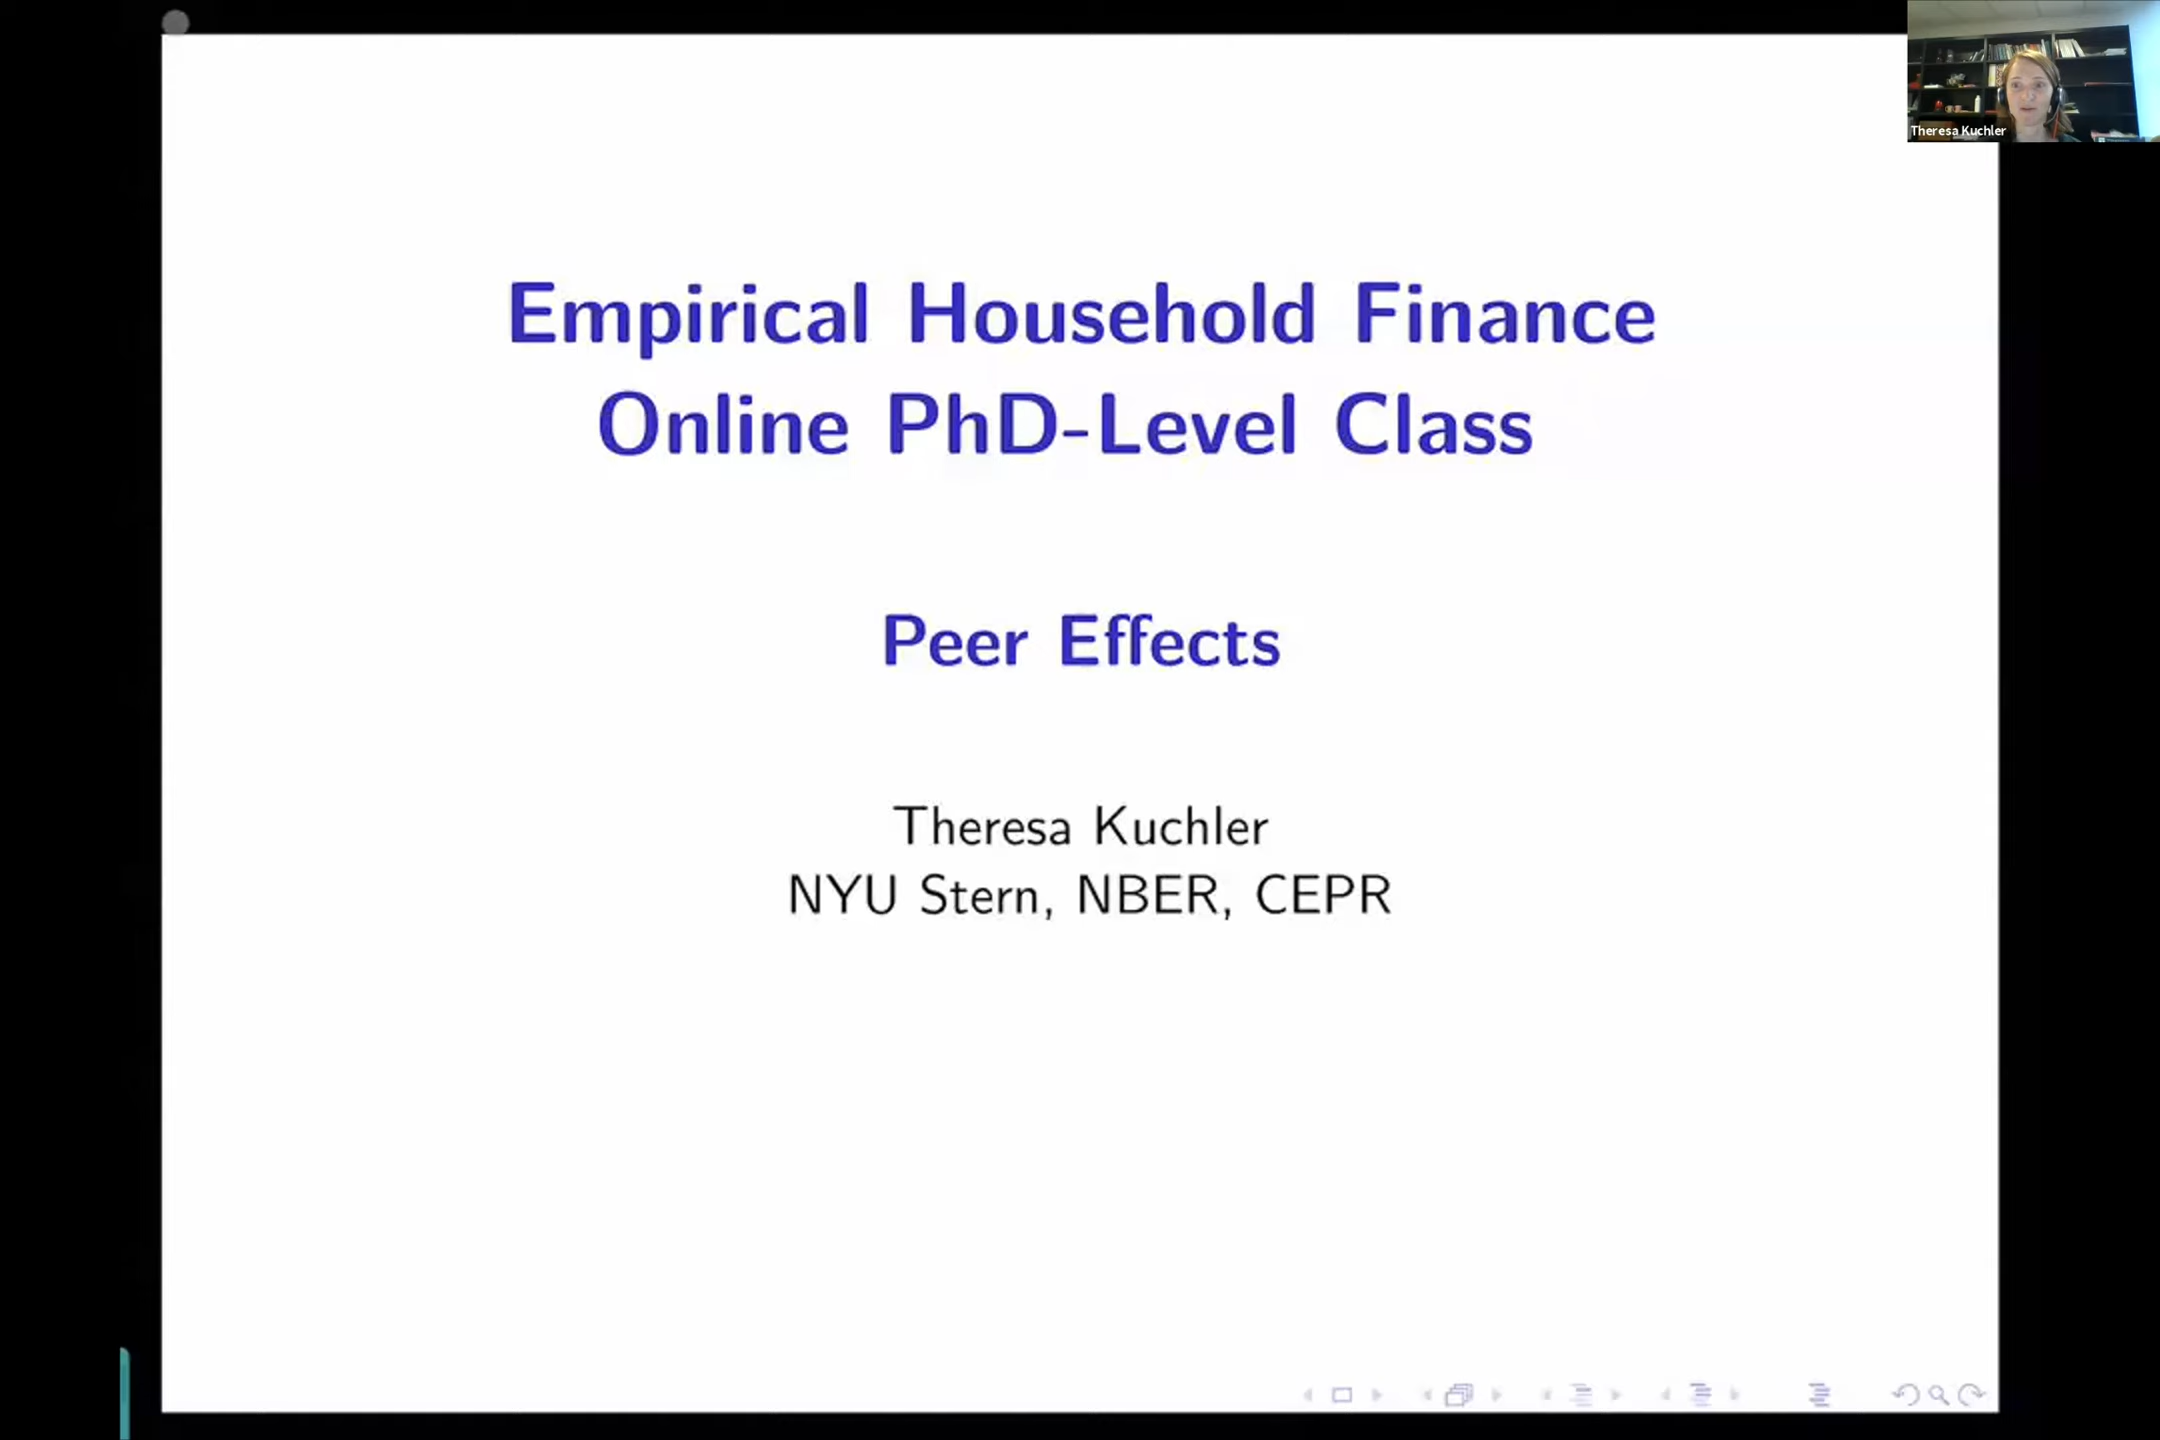 Empirical Household Finance
Online PhD-Level Class
Peer Effects
Theresa Kuchler
NYU Stern, NBER, CEPR
Theresa Kuchler